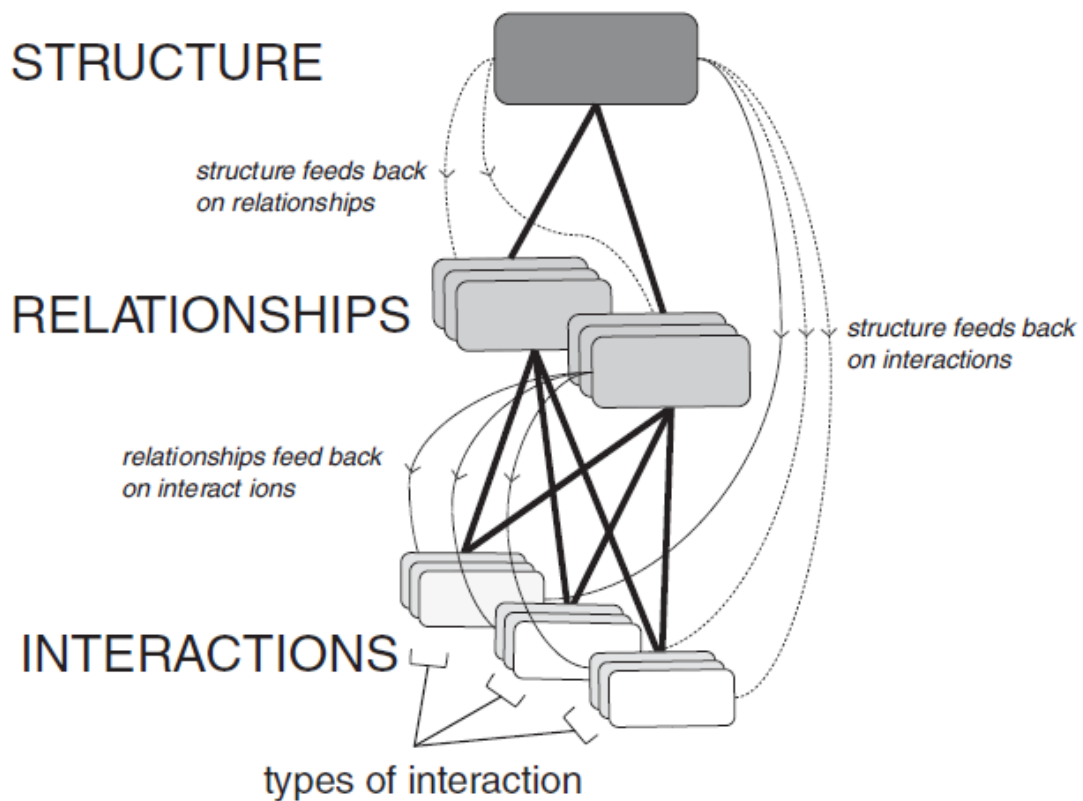 STRUCTURE
structure feeds back
on relationships
RELATIONSHIPS
structure feeds back
on interactions
relationships feed back
on interact ions
INTERACTIONS
types of interaction